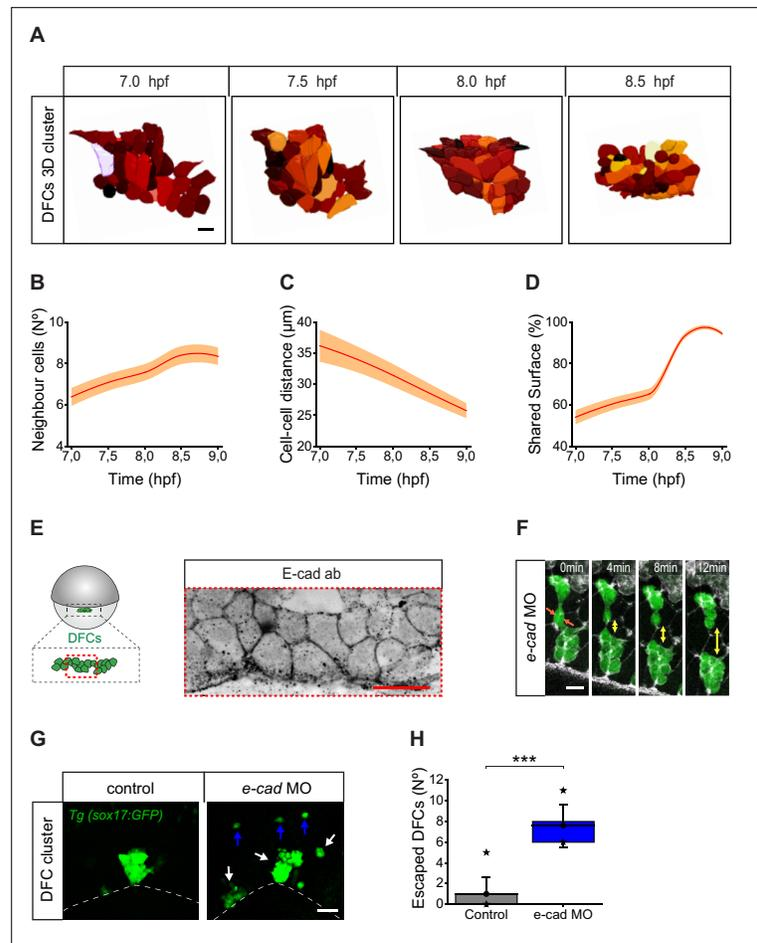 A
7.0 hpf
7.5 hpf
8.0 hpf
8.5 hpf
DFCs 3D cluster
B
Neighbour cells (Nº)
10
8
6
4
7,0 7,5 8,0 8,5 9,0
Time (hpf)
C
Cell-cell distance (µm)
40
35
30
25
20
7,0 7,5 8,0 8,5 9,0
Time (hpf)
D
Shared Surface (%)
100
80
60
40
7,0 7,5 8,0 8,5 9,0
Time (hpf)
E
DFCs
E-cad ab
F
e-cad MO
0min
4min
8min
12min
G
control
e-cad MO
DFC cluster
Tg (sox17:GFP)
H
Escaped DFCs (Nº)
12
10
8
6
4
2
0
***
Control
e-cad MO